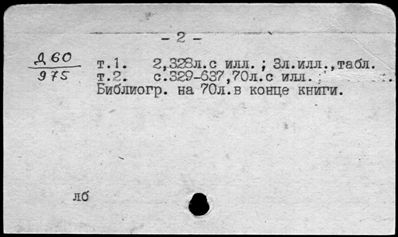 - 2 -
Д 60
975
т.1. 2,328л.с илл.; 3л.илл.,табл.
т.2. с.329-637,70л.с илл.
Библиогр. на 70л.в конце книги.
лб